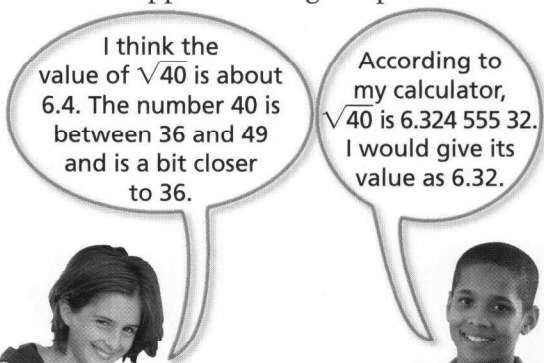 I think the
value of √40 is about
6.4. The number 40 is
between 36 and 49
and is a bit closer
to 36.
According to
my calculator,
√40 is 6.324 555 32.
I would give its
value as 6.32.